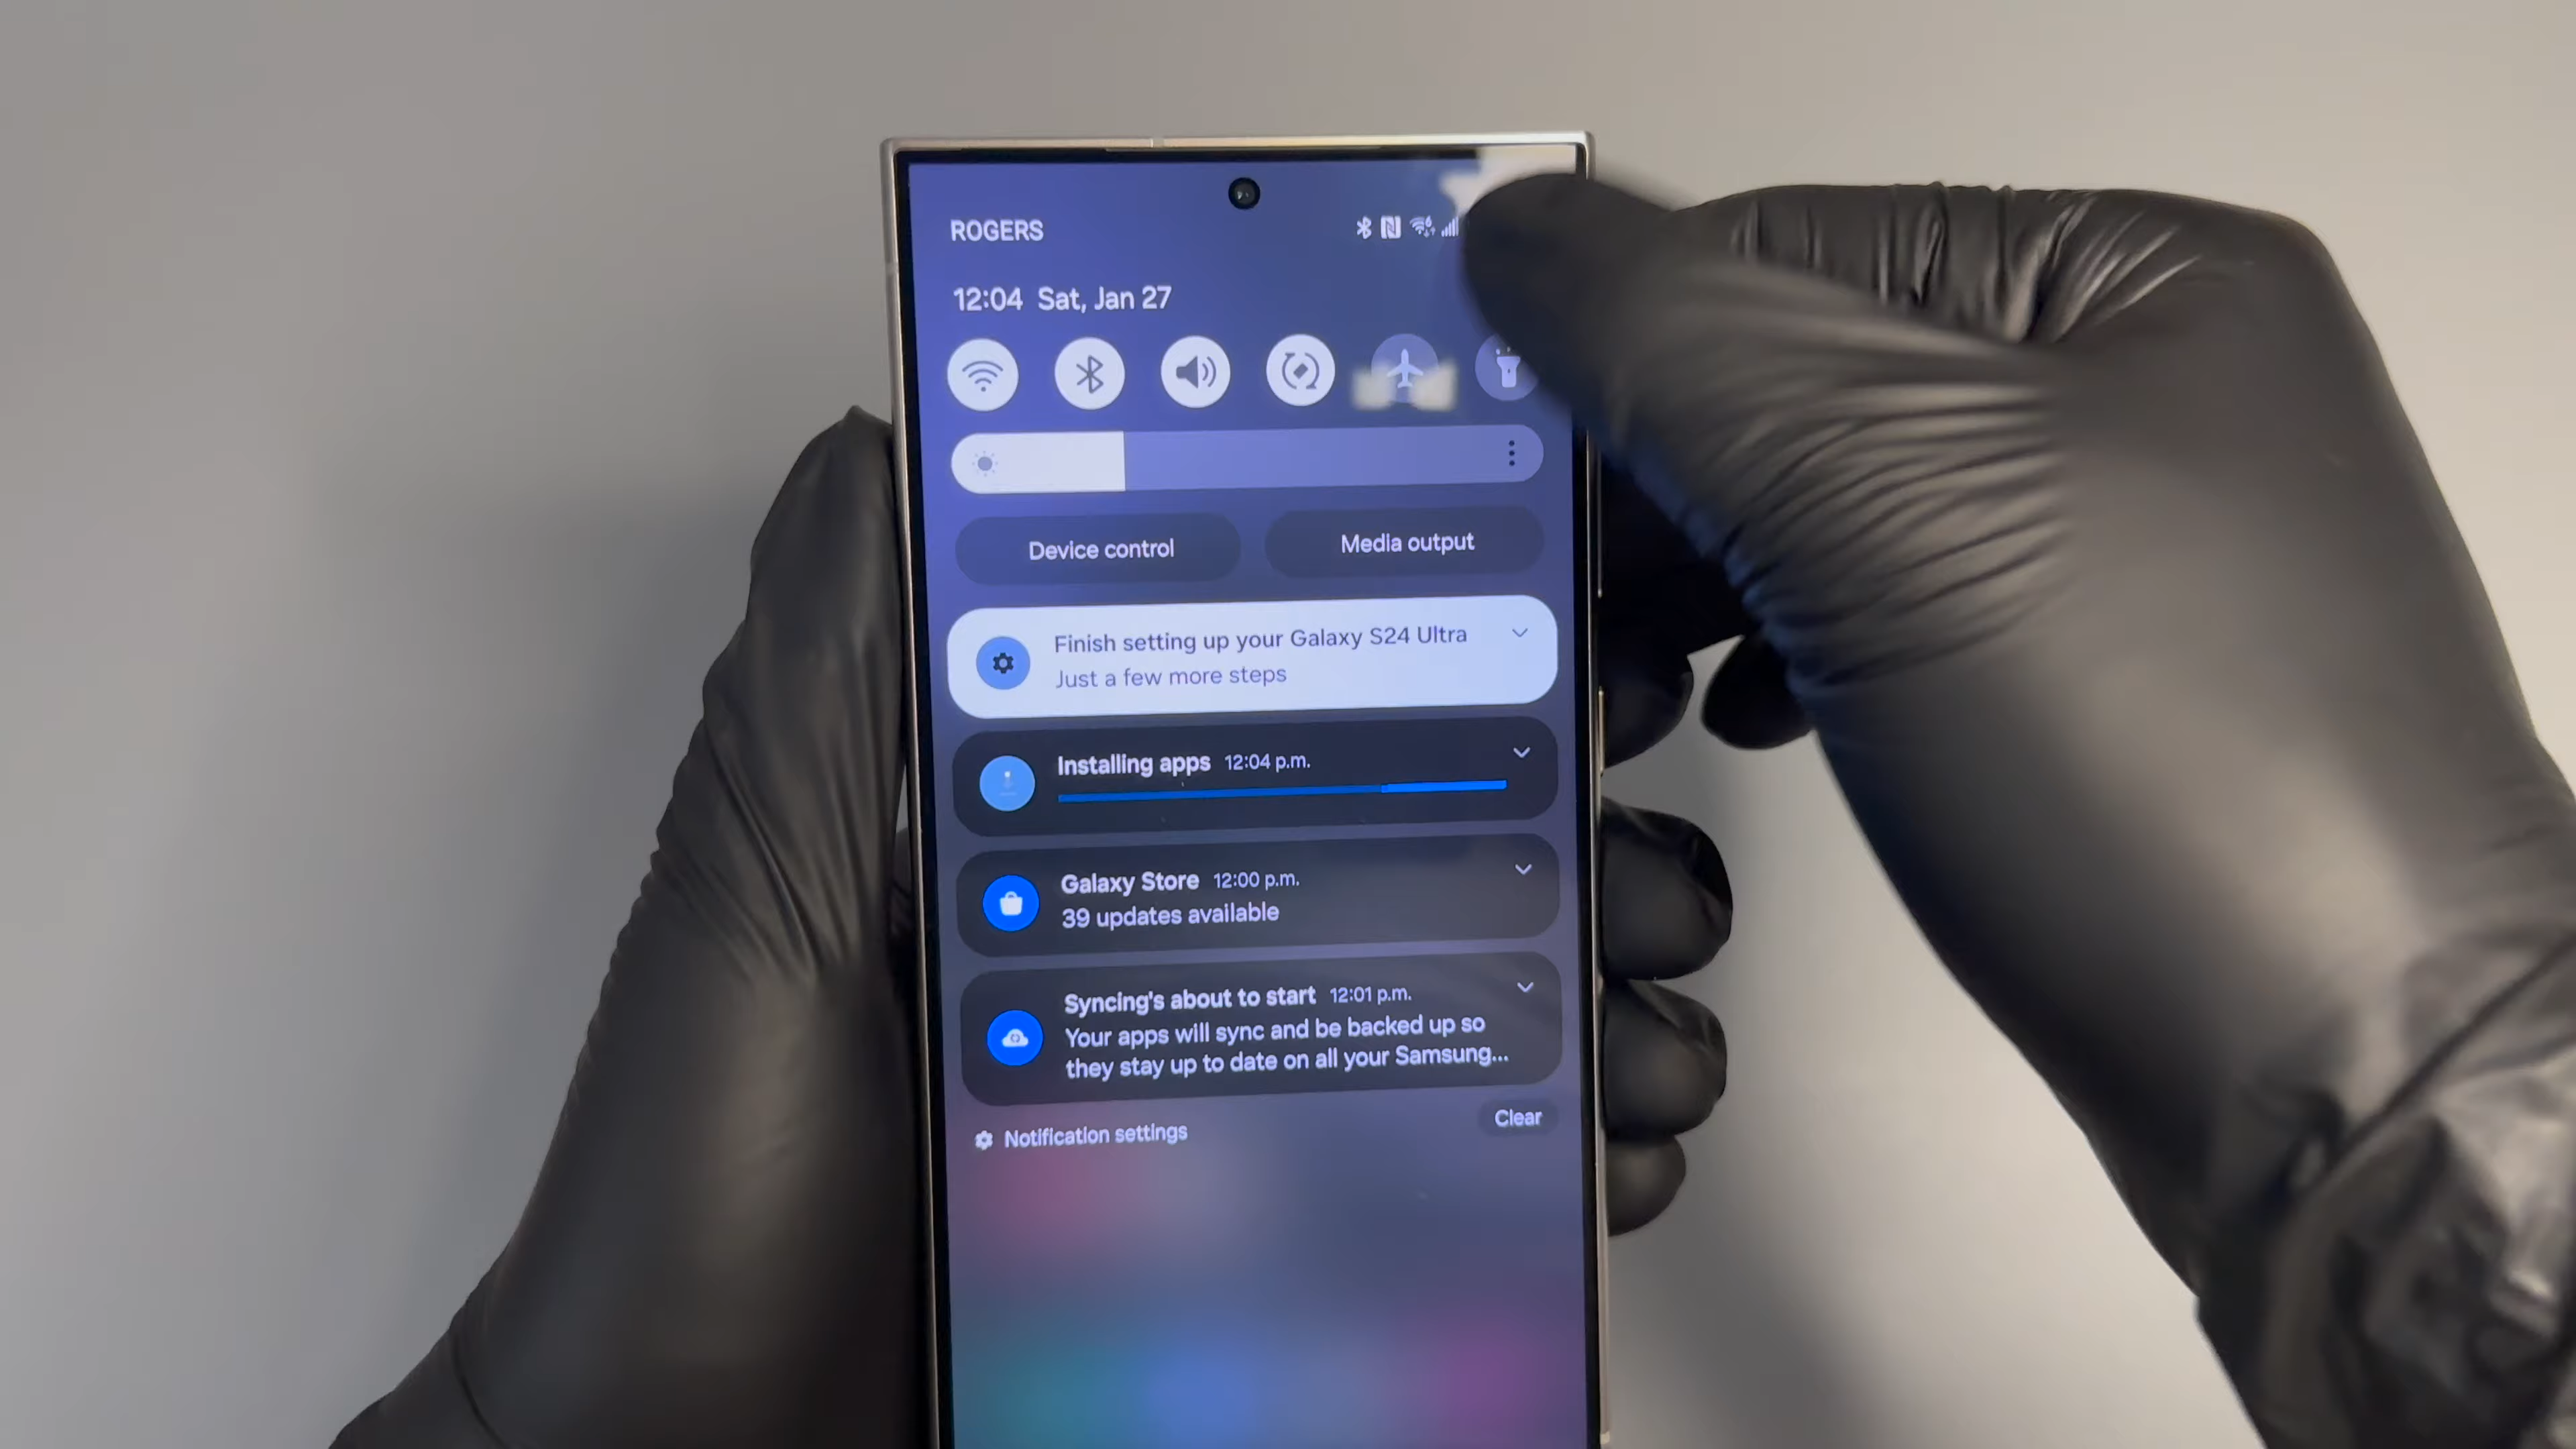 ROGERS
12:04 Sat, Jan 27
Device control
Media output
Finish setting up your Galaxy S24 Ultra
Just a few more steps
Installing apps 12:04 p.m.
Galaxy Store 12:00 p.m.
39 updates available
Syncing's about to start 12:01 p.m.
Your apps will sync and be backed up so
they stay up to date on all your Samsung...
Notification settings
Clear